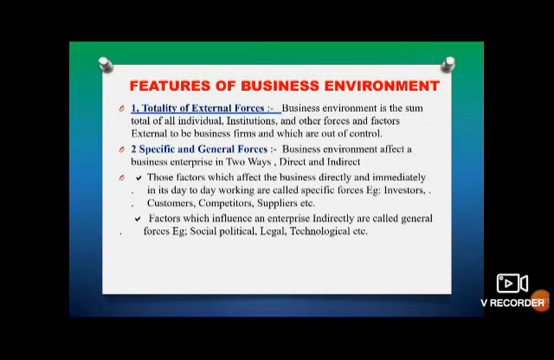 FEATURES OF BUSINESS ENVIRONMENT
1. Totality of External Forces :- Business environment is the sum
total of all individual, Institutions, and other forces and factors
External to be business firms and which are out of control.
2 Specific and General Forces :- Business environment affect a
business enterprise in Two Ways , Direct and Indirect
Those factors which affect the business directly and immediately
. in its day to day working are called specific forces Eg: Investors, .
. Customers, Competitors, Suppliers etc.
Factors which influence an enterprise Indirectly are called general
. forces Eg; Social political, Legal, Technological etc.
V RECORDER